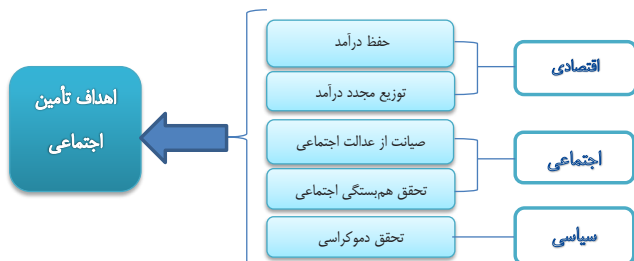 اقتصادی
حفظ درآمد
توزیع مجدد درآمد
اجتماعی
صیانت از عدالت اجتماعی
تحقق هم‌بستگی اجتماعی
سیاسی
تحقق دموکراسی
اهداف تأمین
اجتماعی